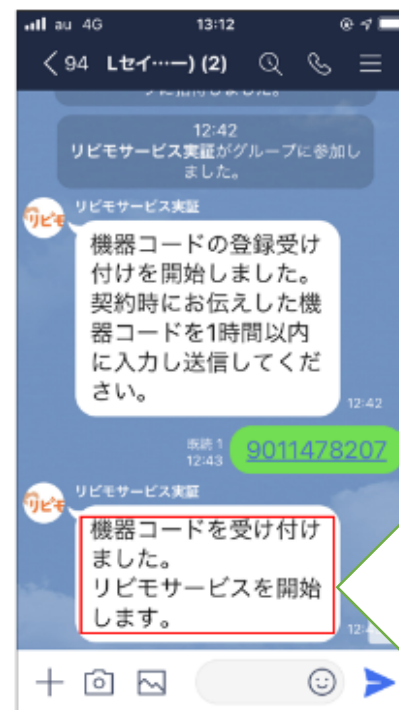 au 4G 13:12
94 Lセイ…ー) (2)
12:42
リビモサービス実証がグループに参加し
ました。
リビモサービス実証
リビモ
機器コードの登録受け
付けを開始しました。
契約時にお伝えした機
器コードを1時間以内
に入力し送信してくだ
さい。
12:42
既読 1
12:43
9011478207
リビモサービス実証
リビモ
機器コードを受け付け
ました。
リビモサービスを開始
します。